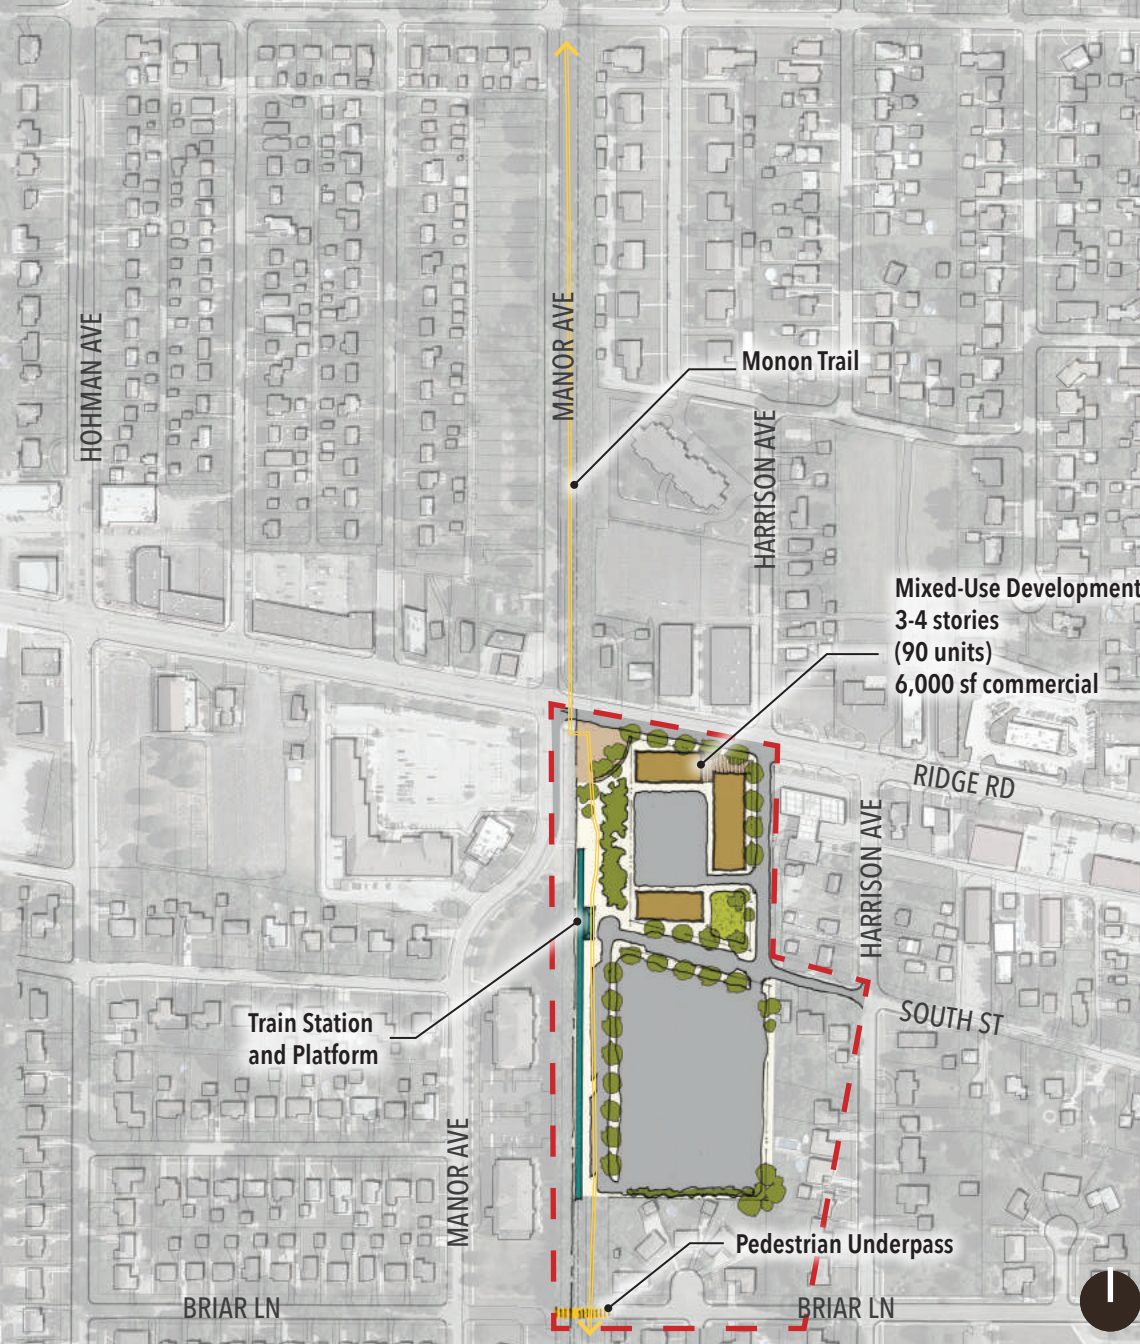 HOHMAN AVE
MANOR AVE
Monon Trail
HARRISON AVE
Mixed-Use Development
3-4 stories
(90 units)
6,000 sf commercial
RIDGE RD
HARRISON AVE
SOUTH ST
Train Station
and Platform
MANOR AVE
Pedestrian Underpass
BRIAR LN
BRIAR LN